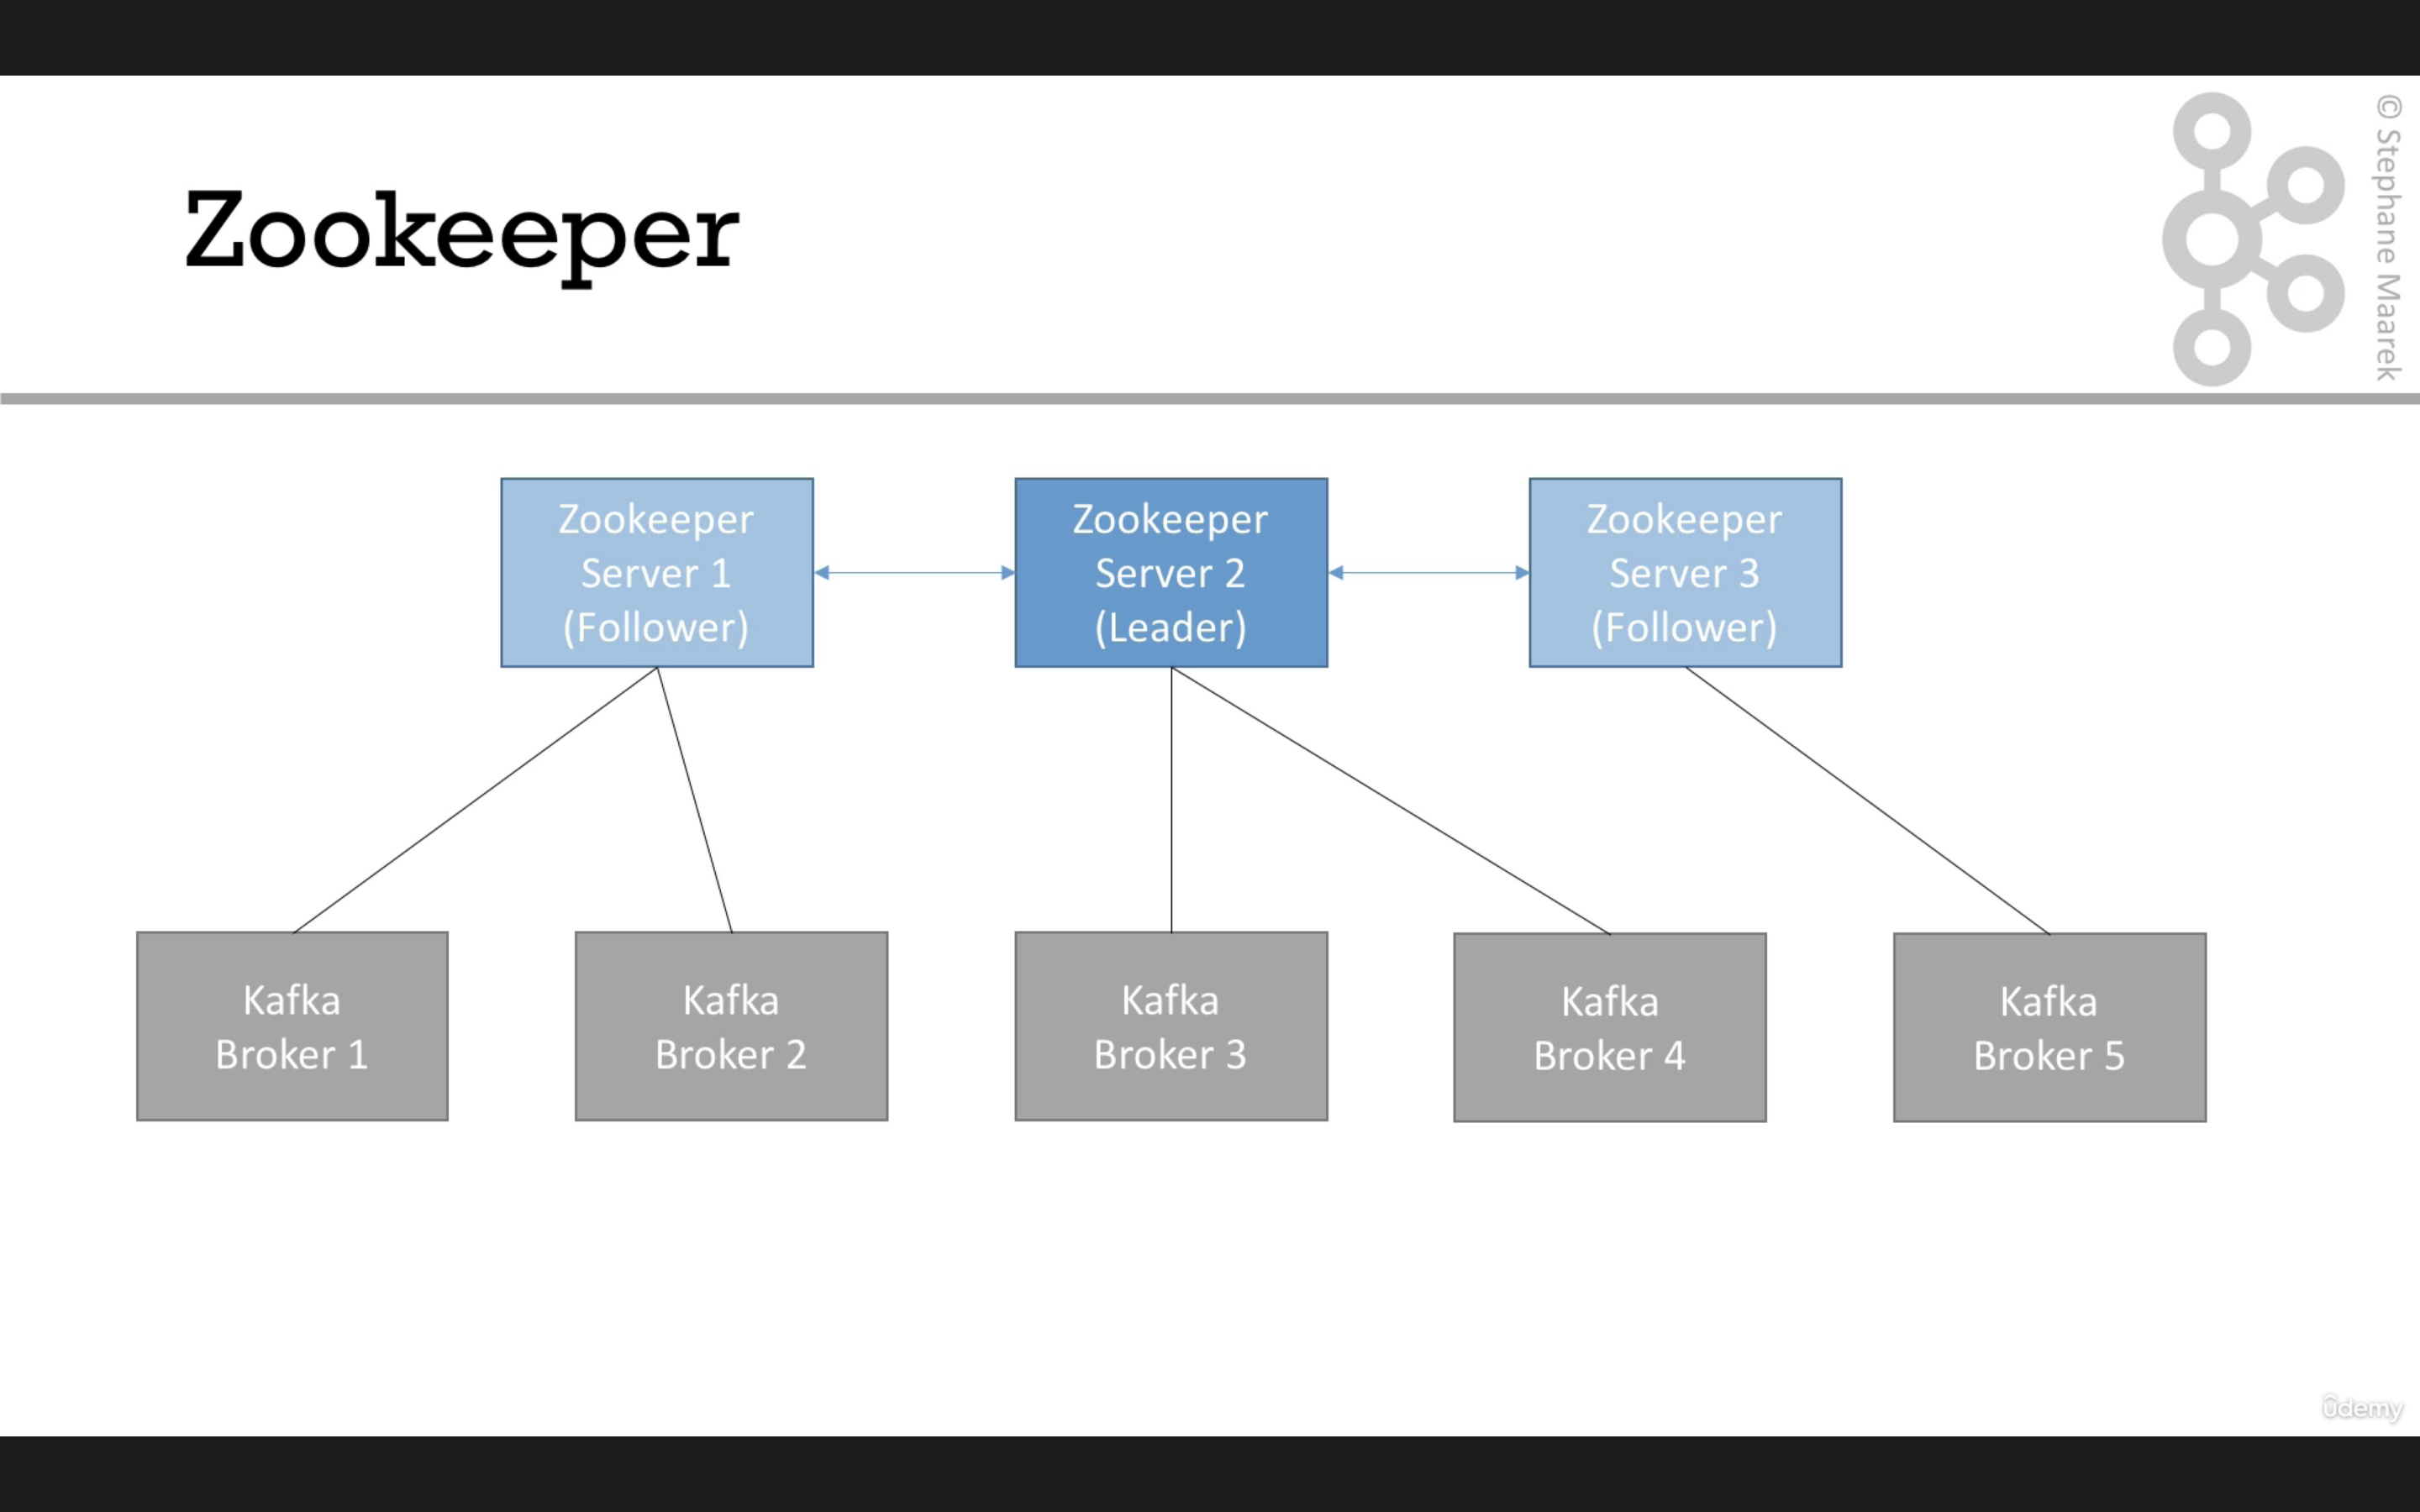 © Stephane Maarek
Zookeeper
Zookeeper
Server 1
(Follower)
Zookeeper
Server 2
(Leader)
Zookeeper
Server 3
(Follower)
Kafka
Broker 1
Kafka
Broker 2
Kafka
Broker 3
Kafka
Broker 4
Kafka
Broker 5
ûdemy